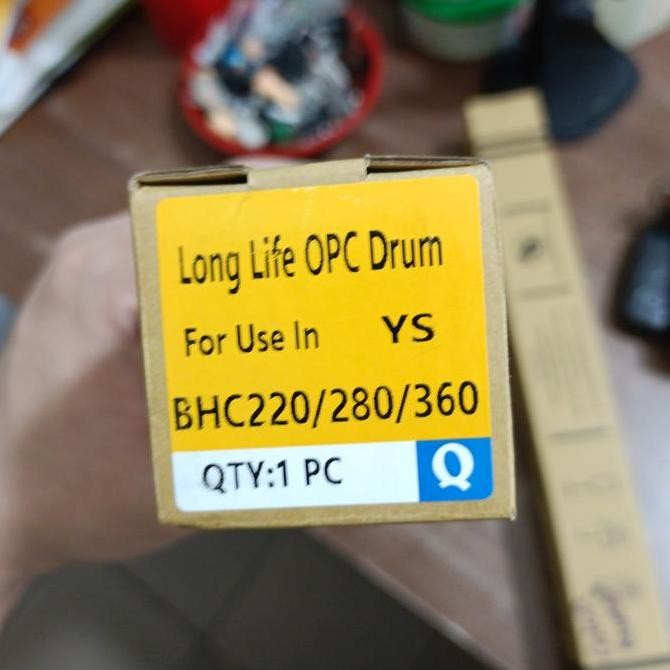 Long Life OPC Drum
For Use In YS
BHC220/280/360
QTY:1 PC Q